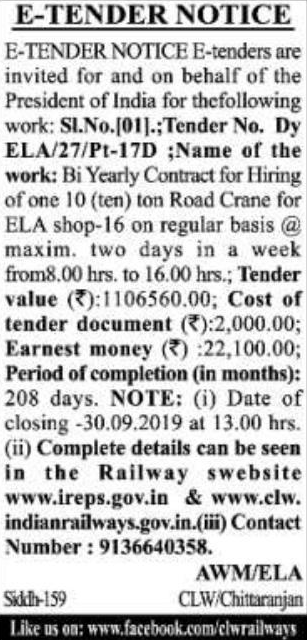 E-TENDER NOTICE
E-TENDER NOTICE E-tenders are
invited for and on behalf of the
President of India for thefollowing
work: Sl.No.[01].;Tender No. Dy
ELA/27/Pt-17D ;Name of the
work: Bi Yearly Contract for Hiring
of one 10 (ten) ton Road Crane for
ELA shop-16 on regular basis @
maxim. two days in a week
from8.00 hrs. to 16.00 hrs.; Tender
value (₹):1106560.00; Cost of
tender document (₹):2,000.00;
Earnest money (₹) :22,100.00;
Period of completion (in months):
208 days. NOTE: (i) Date of
closing -30.09.2019 at 13.00 hrs.
(ii) Complete details can be seen
in the Railway swebsite
www.ireps.gov.in & www.clw.
indianrailways.gov.in.(iii) Contact
Number : 9136640358.
AWM/ELA
Siddh-159 CLW/Chittaranjan
Like us on: www.facebook.com/clwrailways